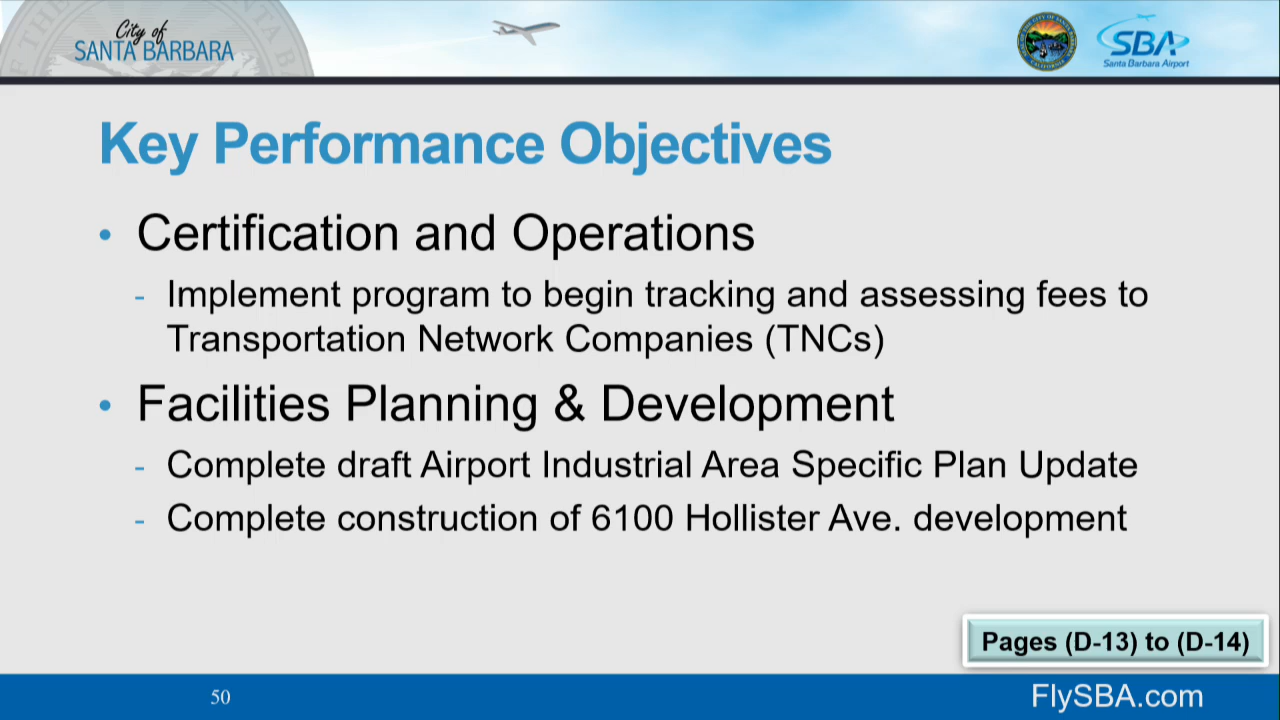 City of
SANTA BARBARA
SBA
Santa Barbara Airport
Key Performance Objectives
• Certification and Operations
- Implement program to begin tracking and assessing fees to
Transportation Network Companies (TNCs)
• Facilities Planning & Development
- Complete draft Airport Industrial Area Specific Plan Update
- Complete construction of 6100 Hollister Ave. development
Pages (D-13) to (D-14)
50
FlySBA.com